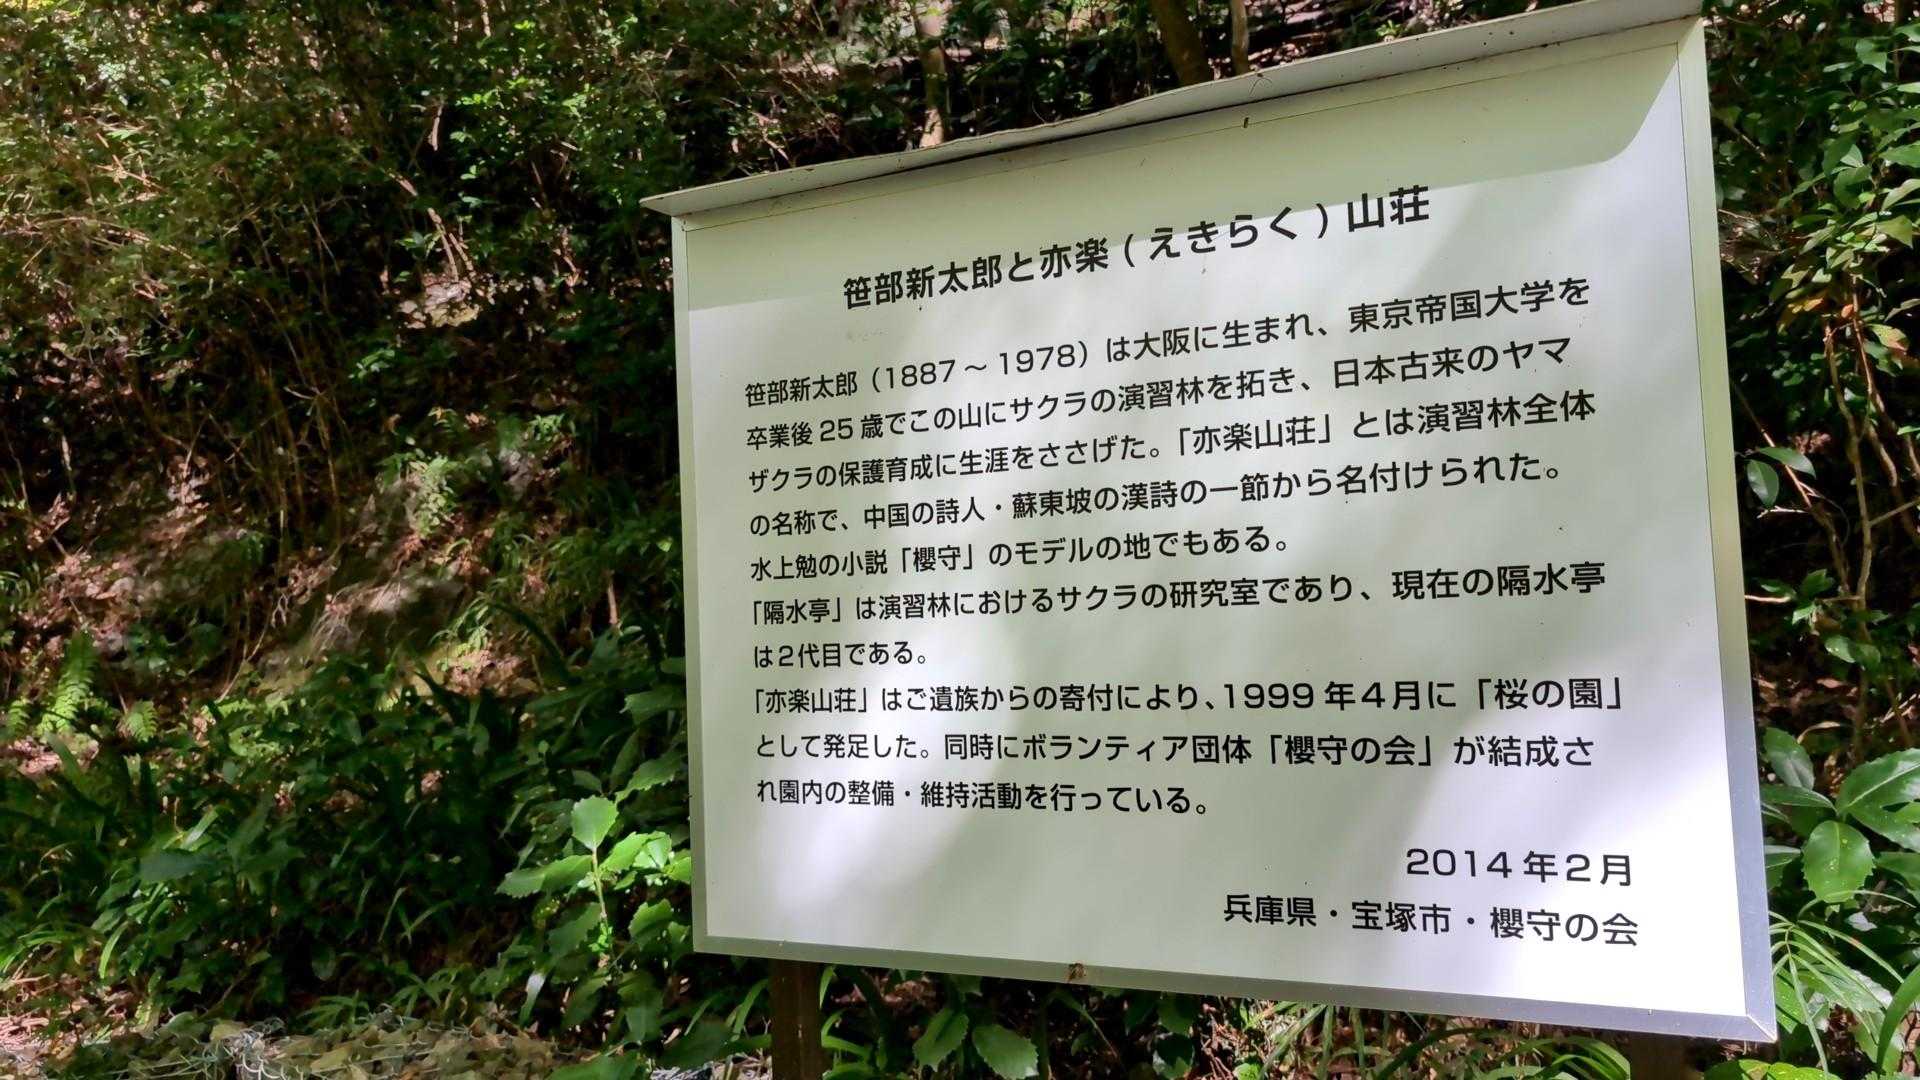 笹部新太郎と亦楽(えきらく)山荘
笹部新太郎(1887～1978)は大阪に生まれ、東京帝国大学を
卒業後25歳でこの山にサクラの演習林を拓き、日本古来のヤマ
ザクラの保護育成に生涯をささげた。「亦楽山荘」とは演習林全体
の名称で、中国の詩人・蘇東坡の漢詩の一節から名付けられた。
水上勉の小説「櫻守」のモデルの地でもある。
「隔水亭」は演習林におけるサクラの研究室であり、現在の隔水亭
は2代目である。
「亦楽山荘」はご遺族からの寄付により、1999年4月に「桜の園」
として発足した。同時にボランティア団体「櫻守の会」が結成さ
れ園内の整備・維持活動を行っている。
2014年2月
兵庫県・宝塚市・櫻守の会